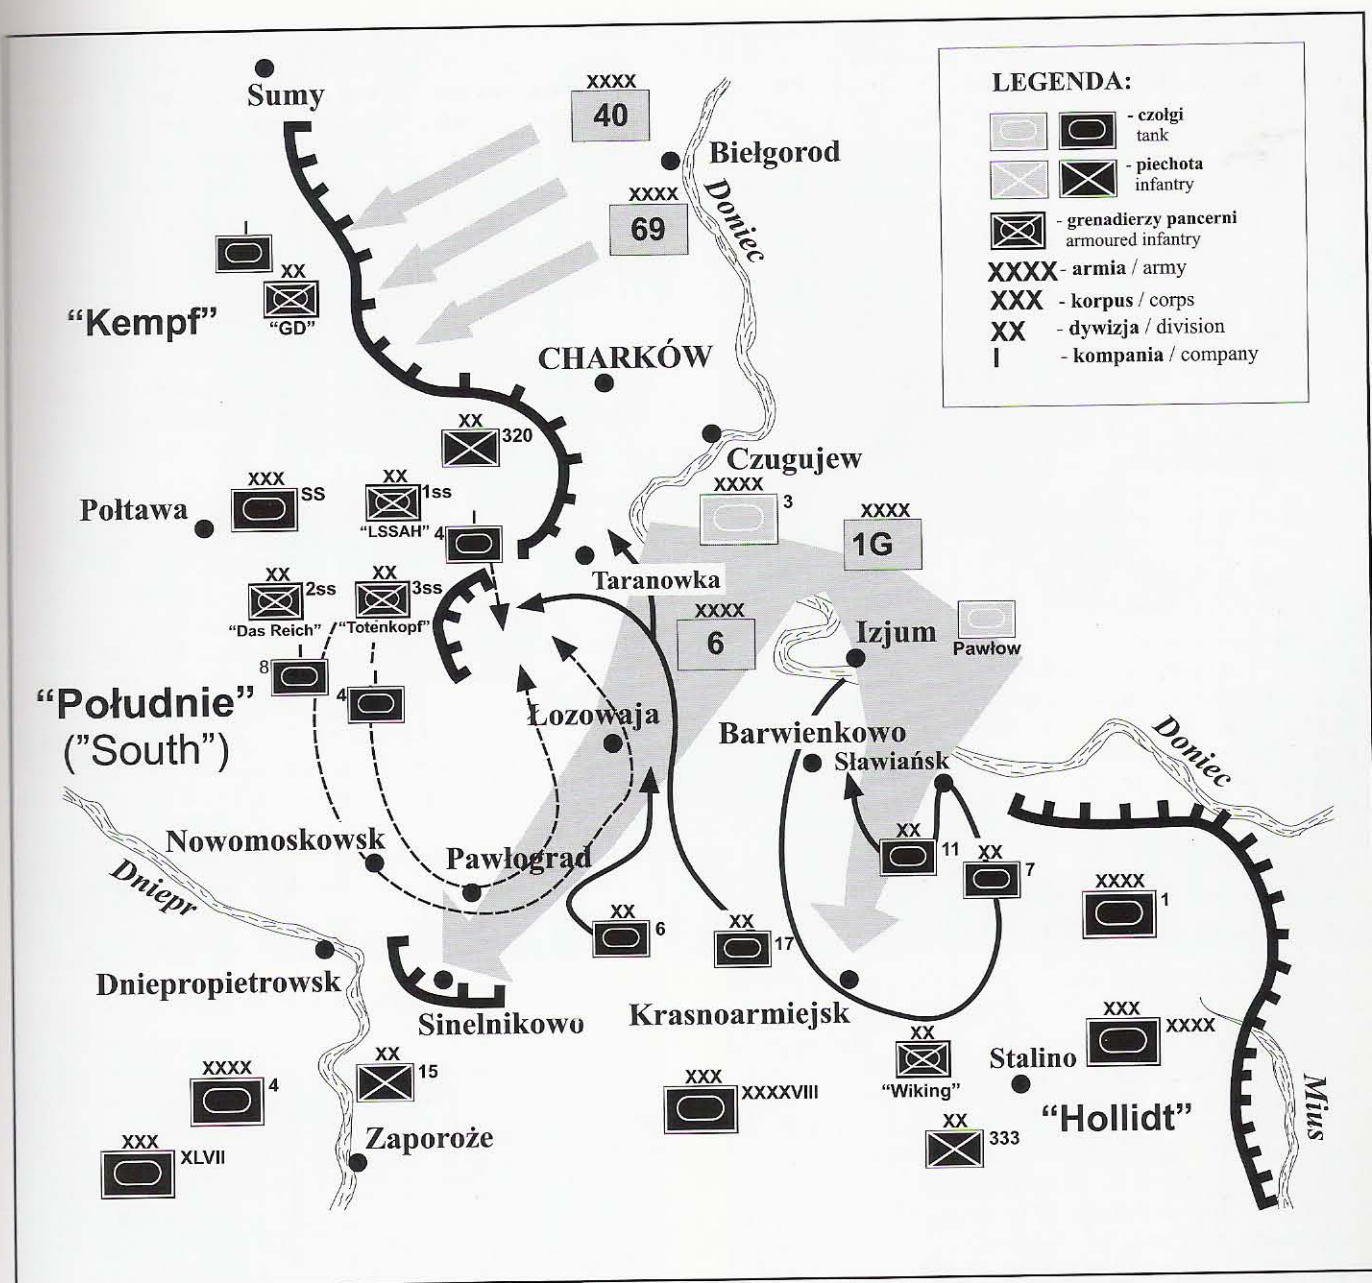 Sumy
XXXX
40
Biełgorod
XXXX
69
Doniec
LEGENDA:
- czołgi
tank
- piechota
infantry
- grenadierzy pancerni
armoured infantry
XXXX - armia / army
XXX - korpus / corps
XX - dywizja / division
I - kompania / company
I
XX
"GD"
“Kempf”
CHARKÓW
XX
320
Czugujew
XXXX
3
XXXX
1G
Połtawa
XXX
SS
XX
1ss
"LSSAH"
I
4
Taranowka
XX
2ss
"Das Reich"
XX
3ss
"Totenkopf"
XXXX
6
Izjum
Pawłow
I
8
4
“Południe”
("South")
Łozowaja
Barwienkowo
Sławiańsk
Doniec
Nowomoskowsk
Pawłograd
XX
11
XX
7
Dniepr
XX
6
XX
17
XXXX
1
Dniepropietrowsk
Sinelnikowo
Krasnoarmiejsk
XX
"Wiking"
Stalino
XXX
XXXX
XXXX
4
XX
15
XXX
XXXXVIII
“Hollidt”
Mius
XXX
XLVII
Zaporoże
XX
333